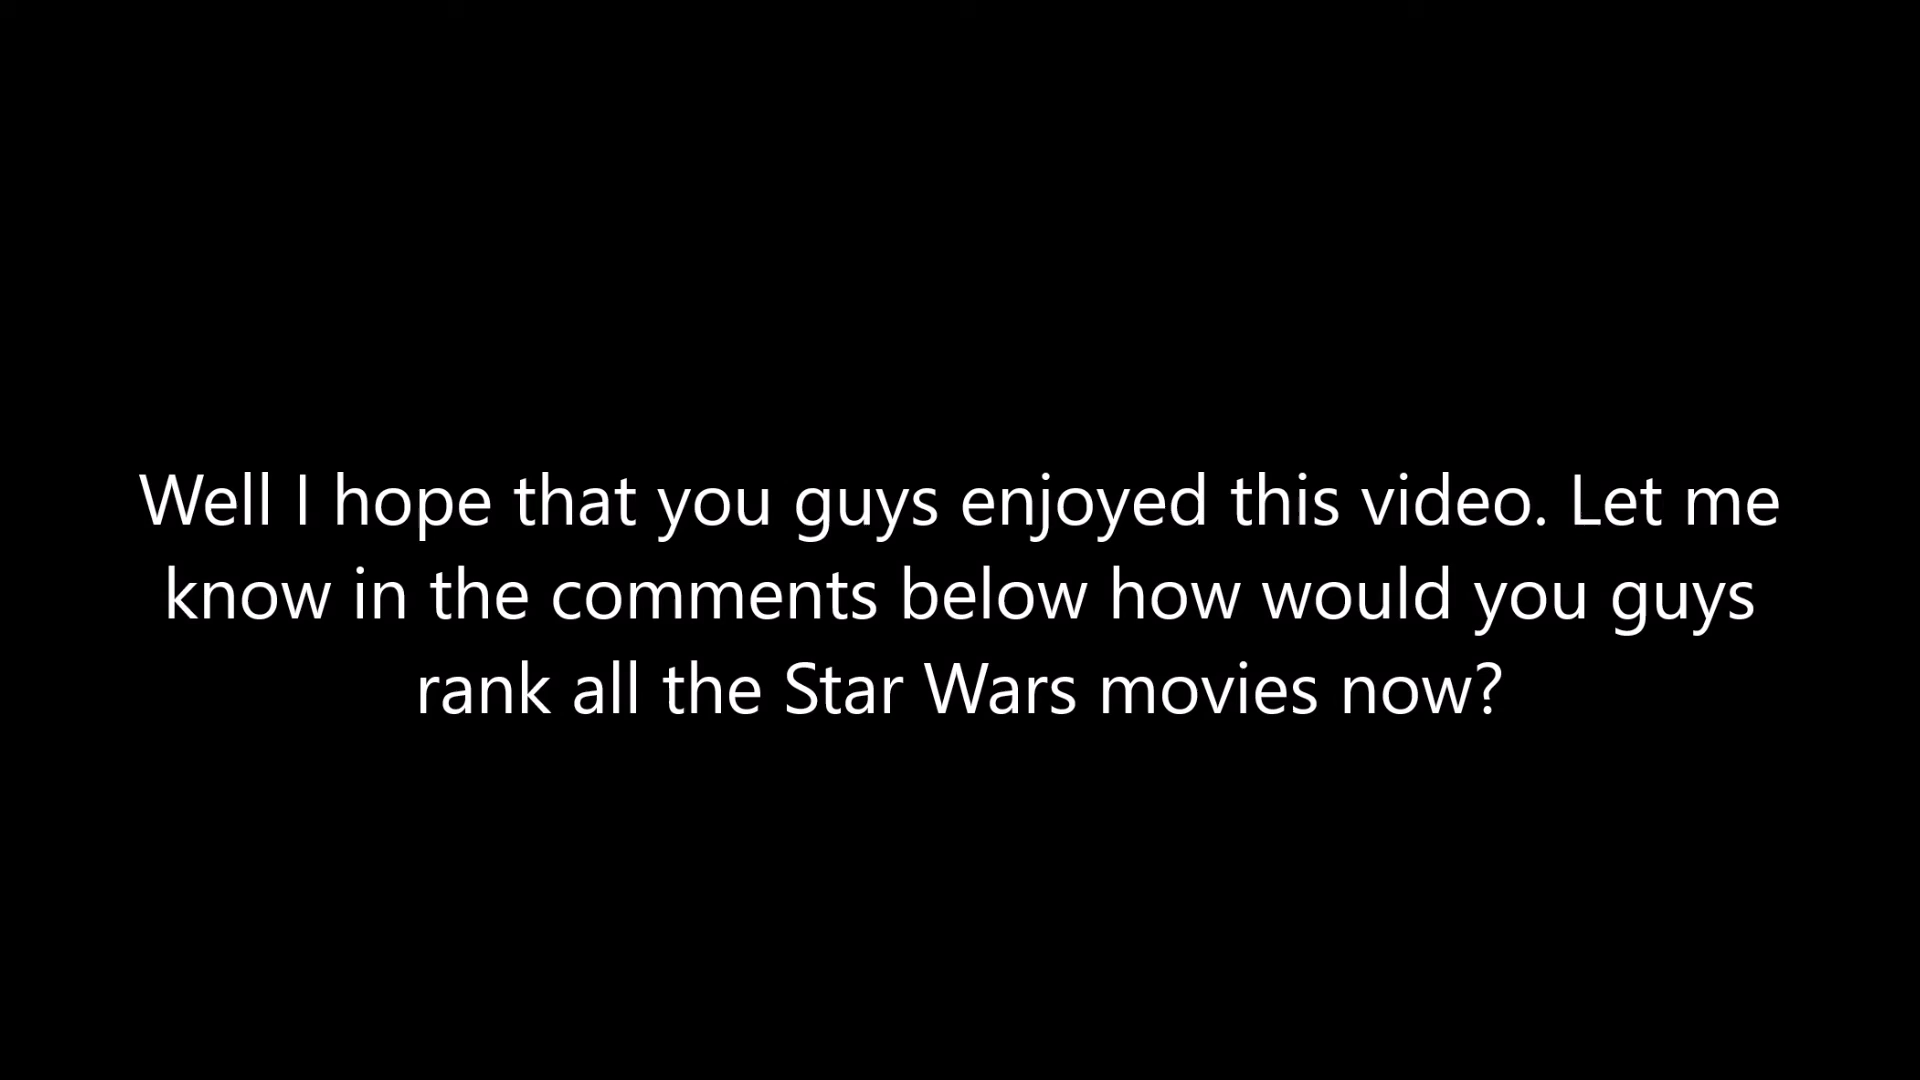 Well I hope that you guys enjoyed this video. Let me
know in the comments below how would you guys
rank all the Star Wars movies now?